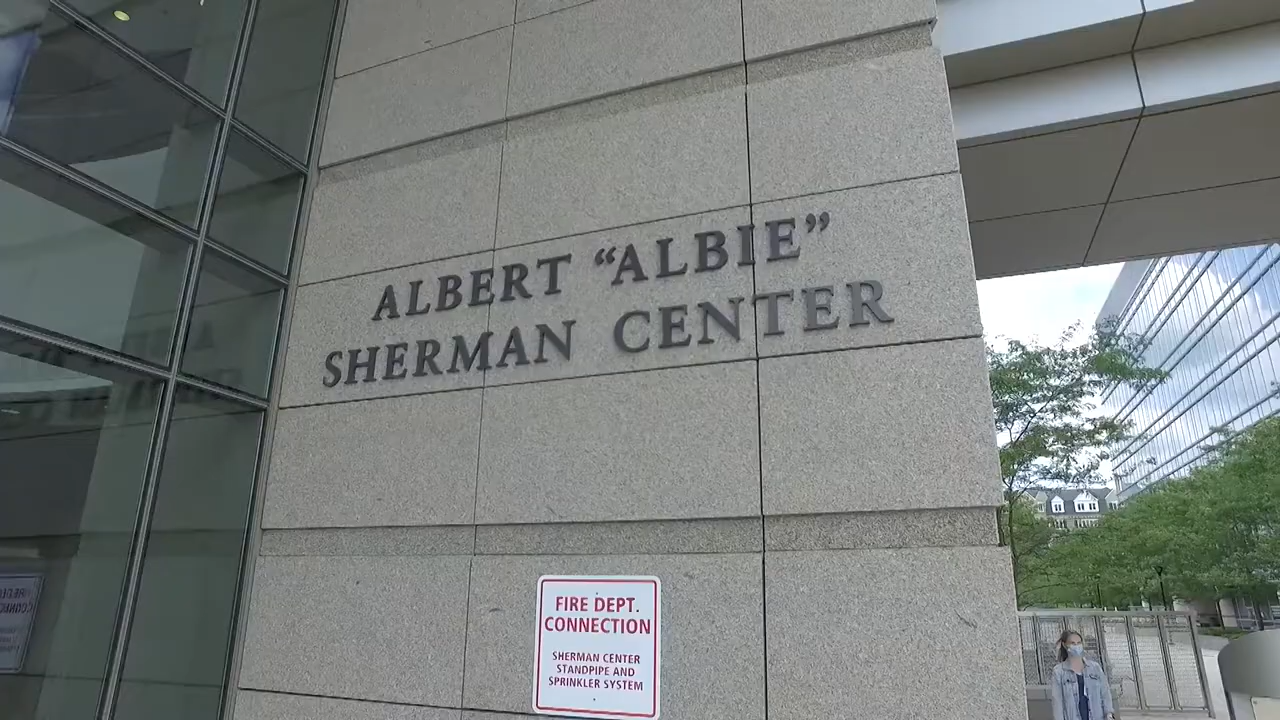 ALBERT “ALBIE”
SHERMAN CENTER
FIRE DEPT.
CONNECTION
SHERMAN CENTER
STANDPIPE AND
SPRINKLER SYSTEM